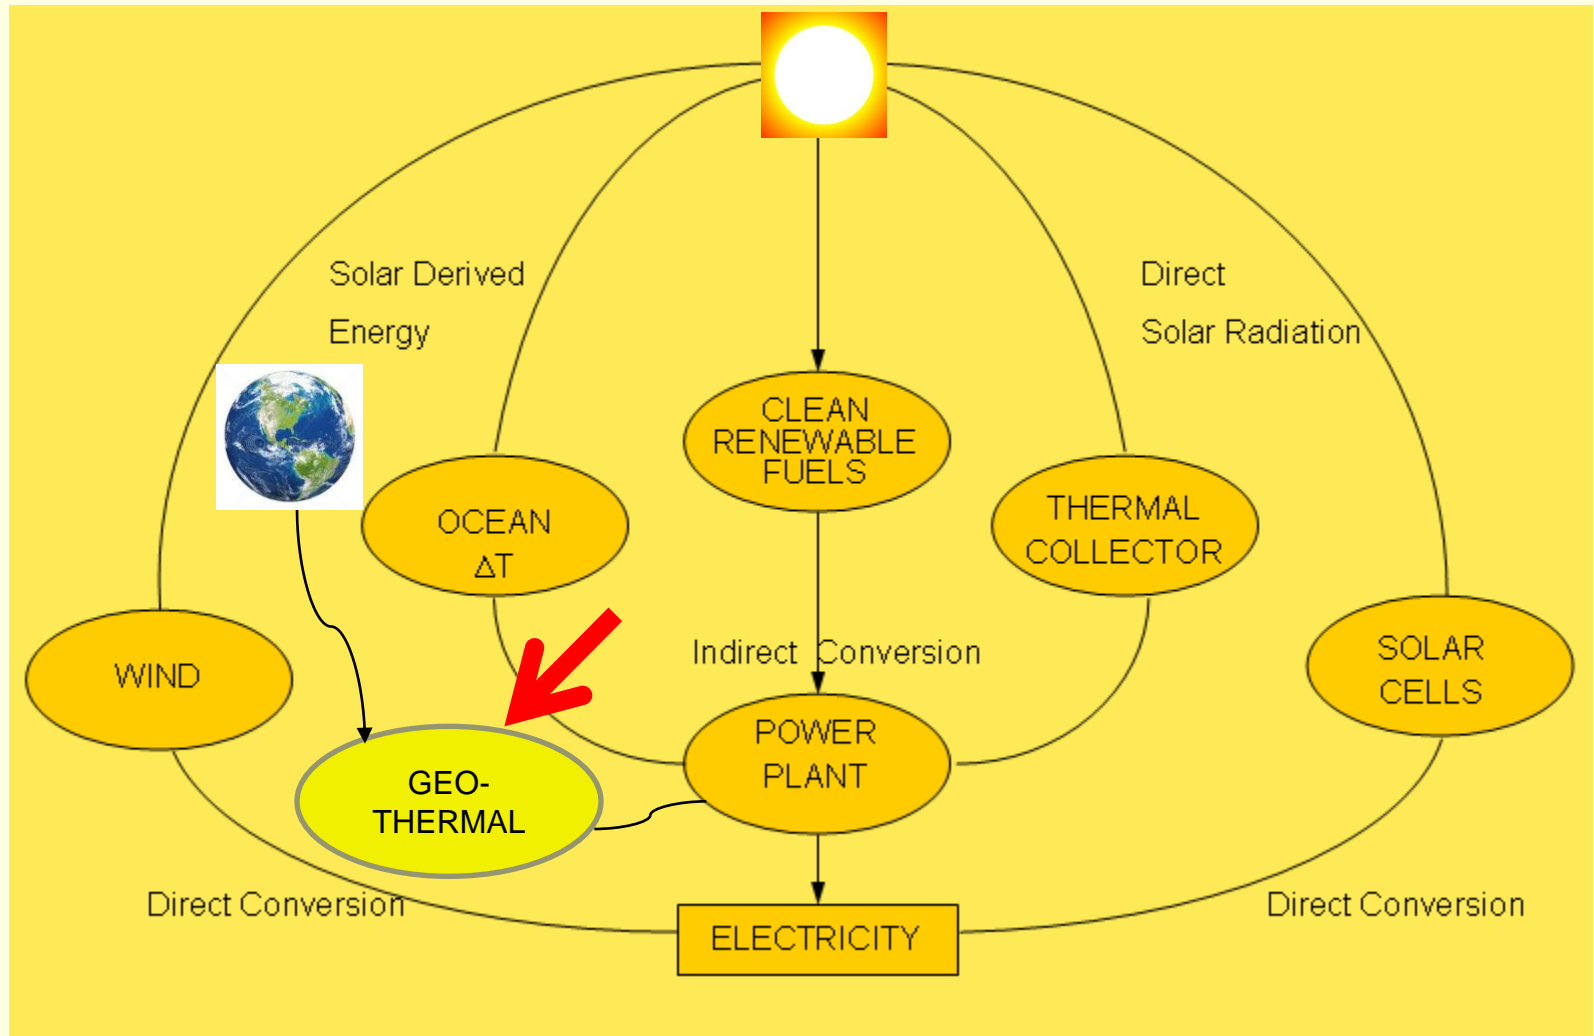 Solar Derived
Energy
Direct
Solar Radiation
CLEAN
RENEWABLE
FUELS
OCEAN
ΔT
THERMAL
COLLECTOR
WIND
Indirect Conversion
SOLAR
CELLS
POWER
PLANT
GEO-
THERMAL
Direct Conversion
Direct Conversion
ELECTRICITY